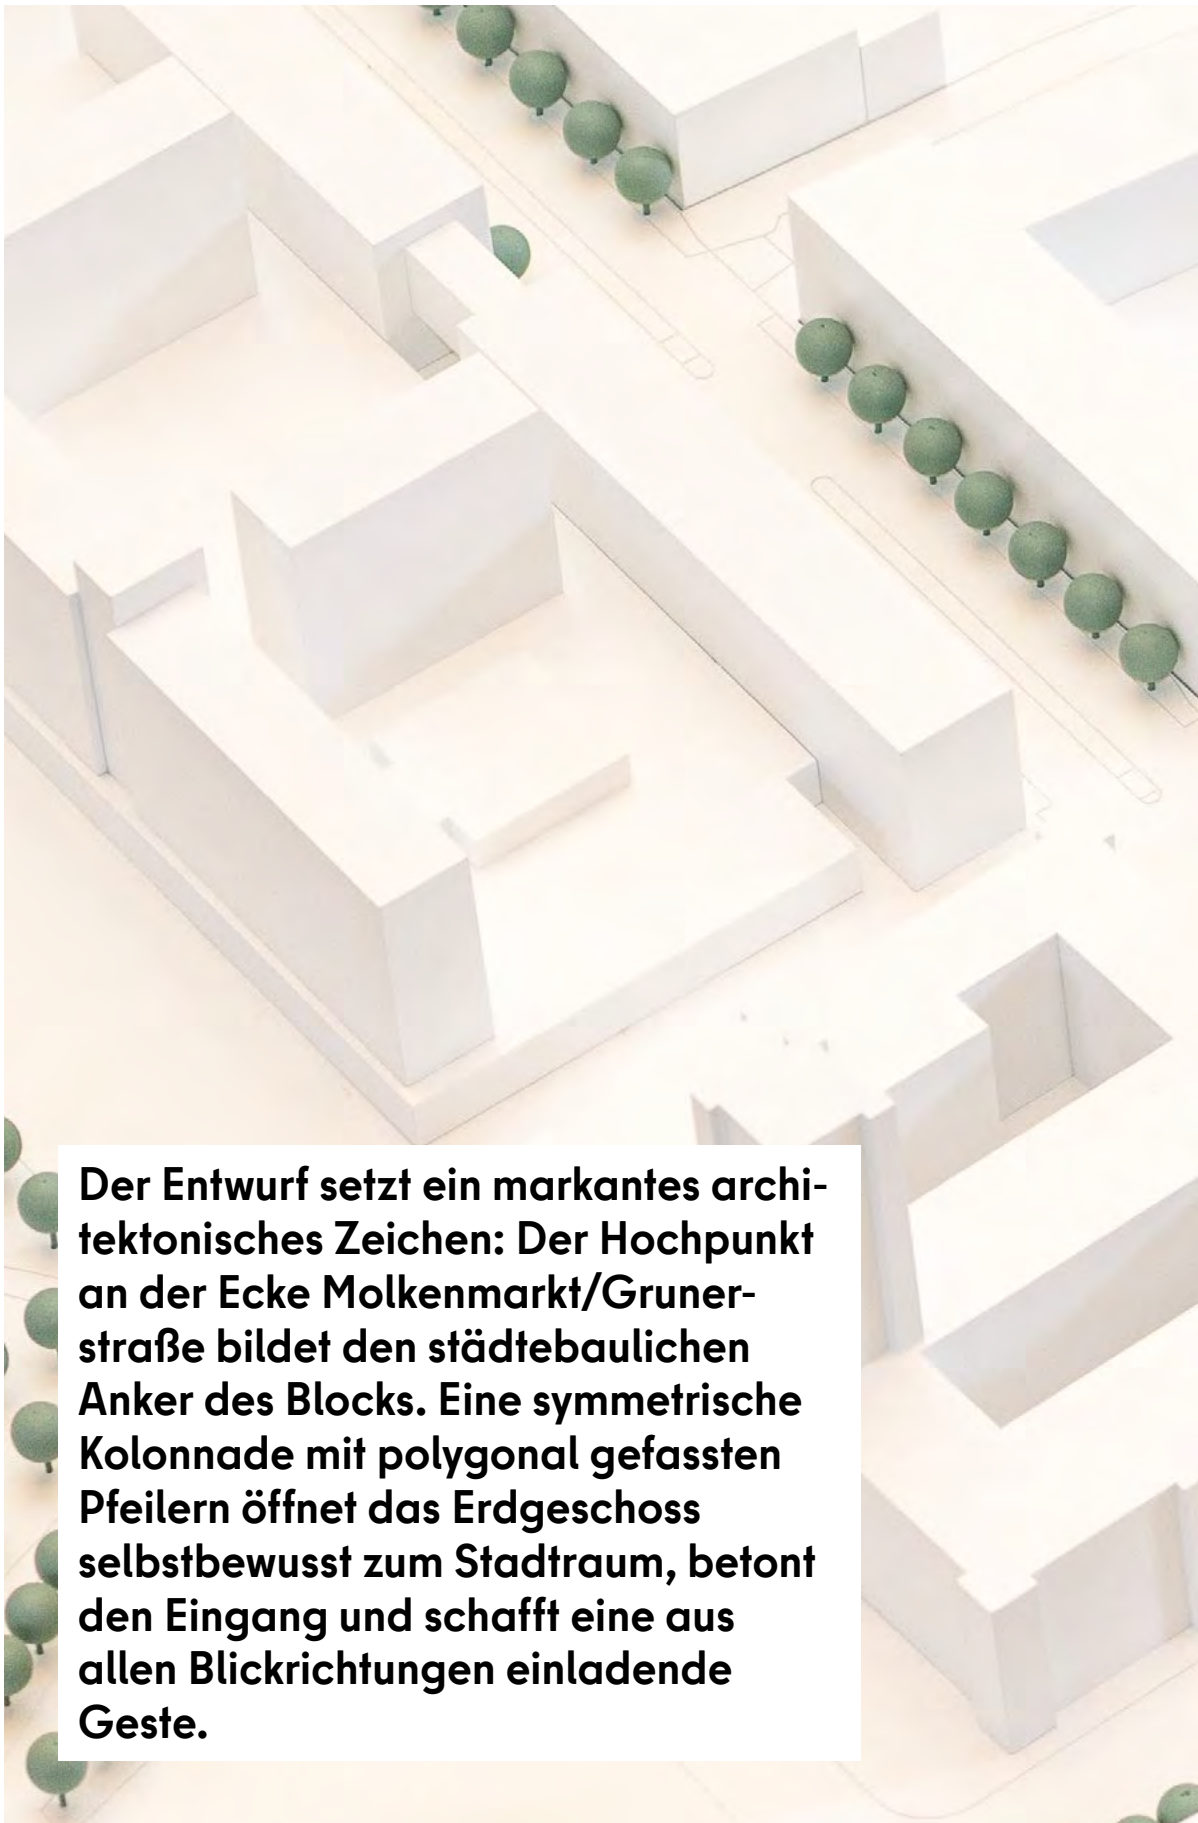 Der Entwurf setzt ein markantes archi-
tektonisches Zeichen: Der Hochpunkt
an der Ecke Molkenmarkt/Gruner-
straße bildet den städtebaulichen
Anker des Blocks. Eine symmetrische
Kolonnade mit polygonal gefassten
Pfeilern öffnet das Erdgeschoss
selbstbewusst zum Stadtraum, betont
den Eingang und schafft eine aus
allen Blickrichtungen einladende
Geste.